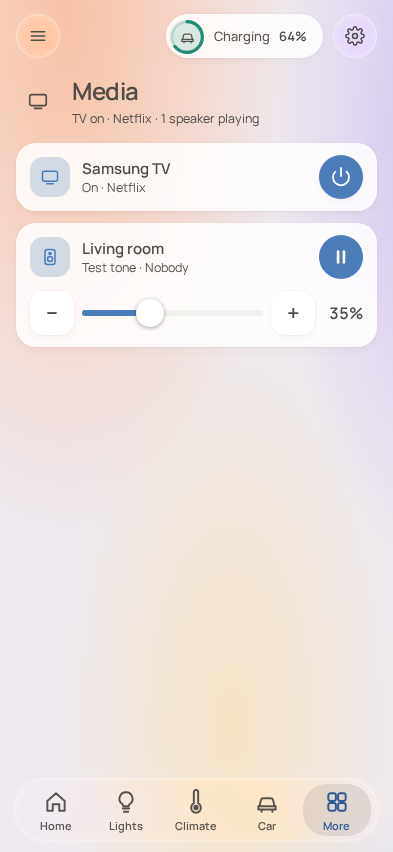 Charging 64%
Media
TV on · Netflix · 1 speaker playing
Samsung TV
On · Netflix
Living room
Test tone · Nobody
− + 35%
Home Lights Climate Car More